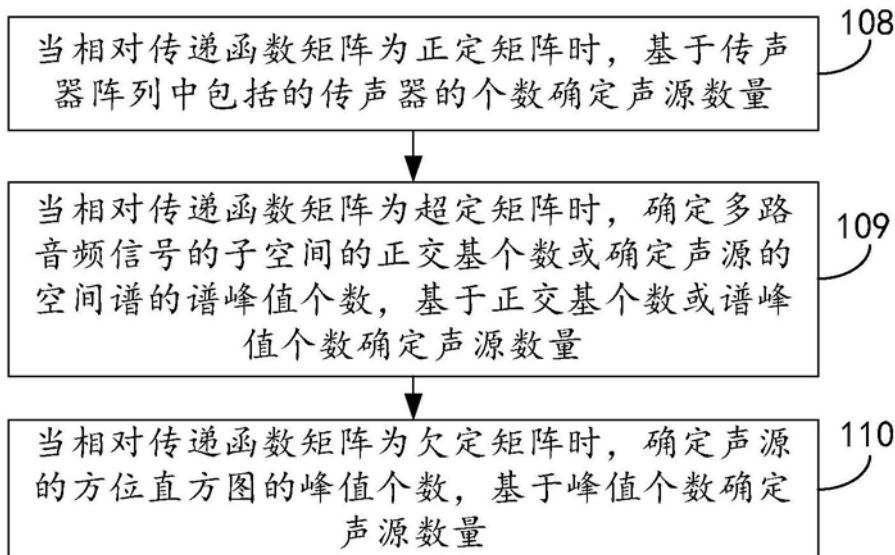 108
当相对传递函数矩阵为正定矩阵时，基于传声
器阵列中包括的传声器的个数确定声源数量
当相对传递函数矩阵为超定矩阵时，确定多路
音频信号的子空间的正交基个数或确定声源的
空间谱的谱峰值个数，基于正交基个数或谱峰
值个数确定声源数量
109
当相对传递函数矩阵为欠定矩阵时，确定声源
的方位直方图的峰值个数，基于峰值个数确定
声源数量
110